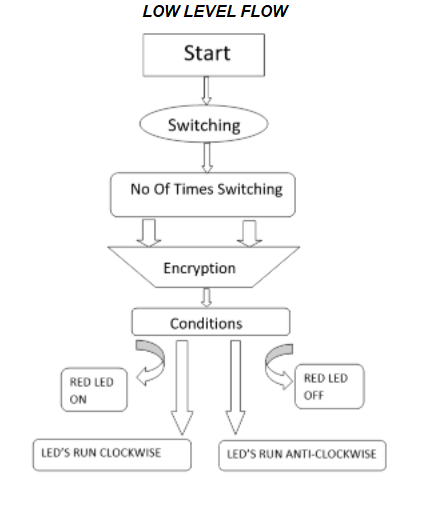 LOW LEVEL FLOW
Start
Switching
No Of Times Switching
Encryption
Conditions
RED LED
ON
RED LED
OFF
LED'S RUN CLOCKWISE
LED'S RUN ANTI-CLOCKWISE